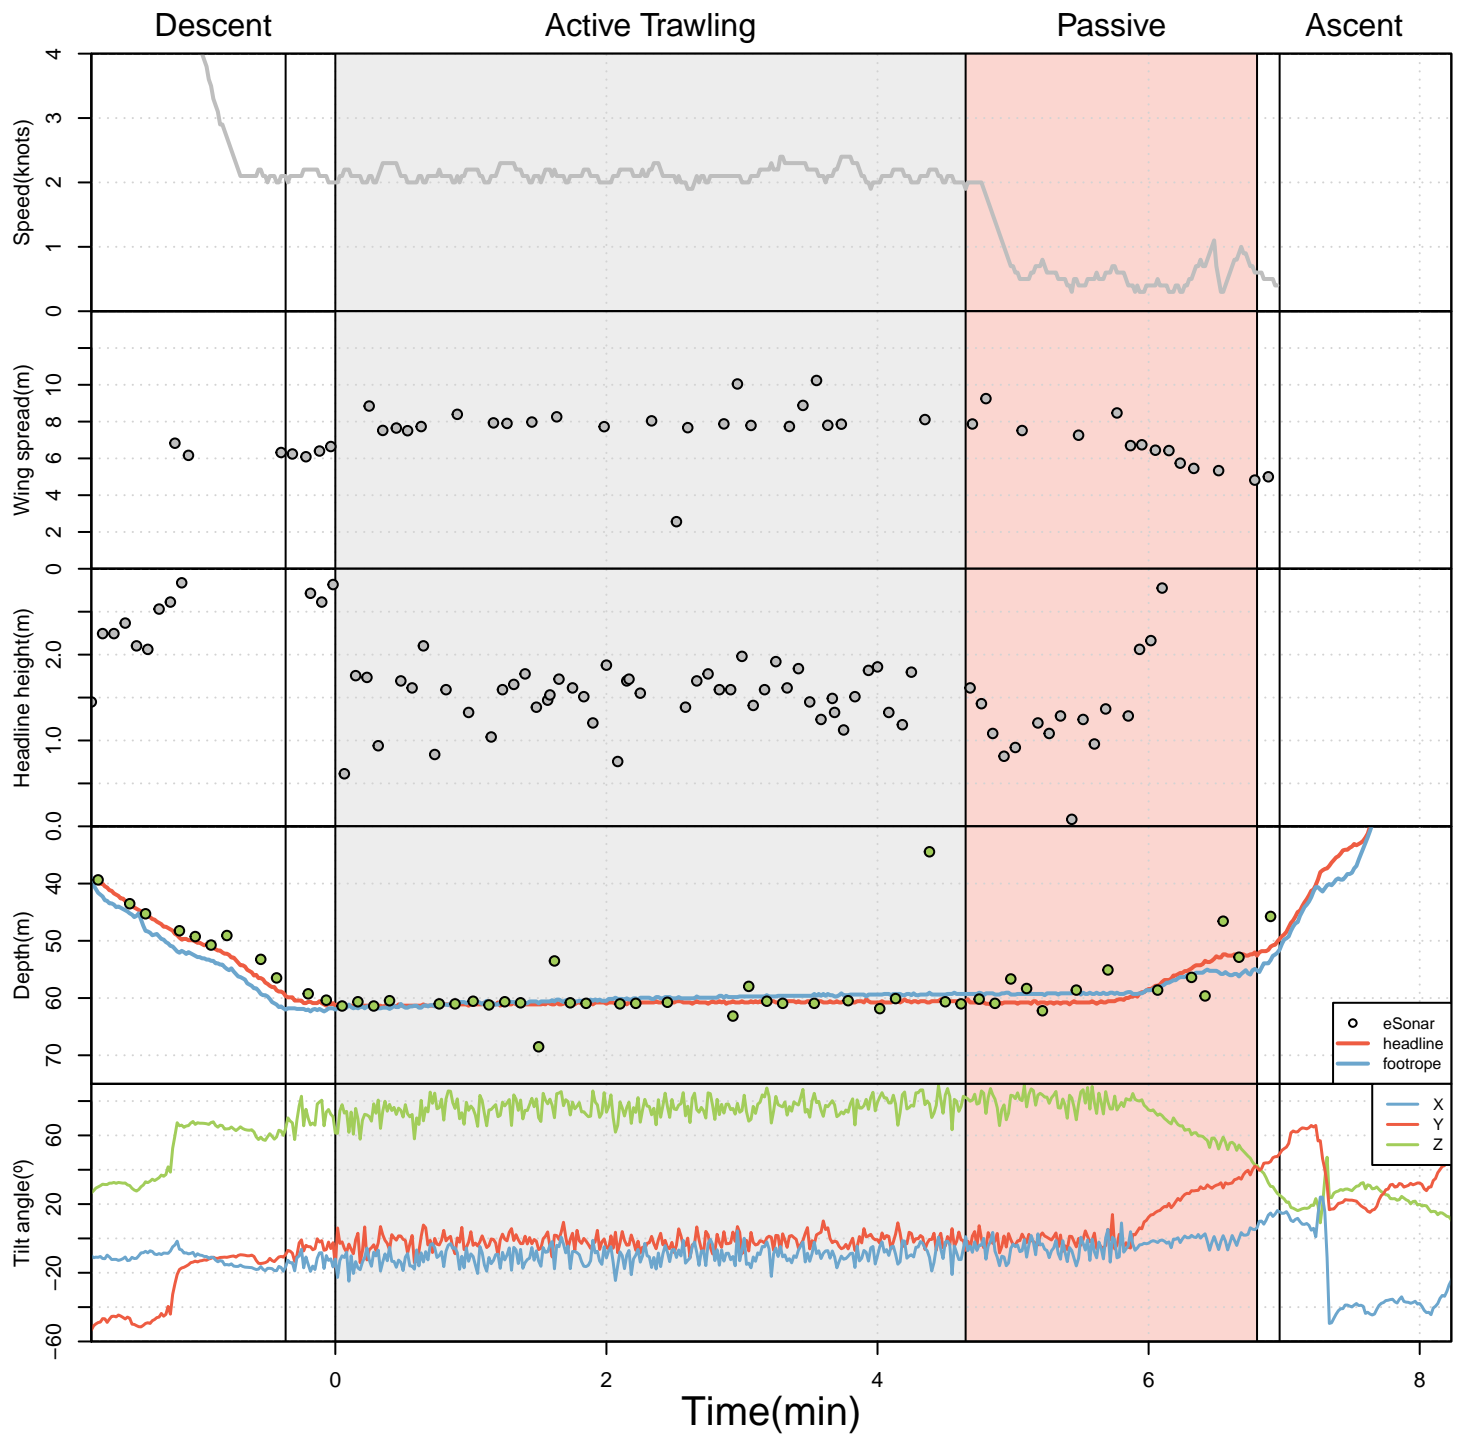 Descent Active Trawling Passive Ascent
Speed(knots)
4
3
2
1
0
Wing spread(m)
10
8
6
4
2
0
Headline height(m)
2.0
1.0
0.0
Depth(m)
40
50
60
70
eSonar
headline
footrope
Tilt angle(º)
60
20
−20
−60
X
Y
Z
0 2 4 6 8
Time(min)